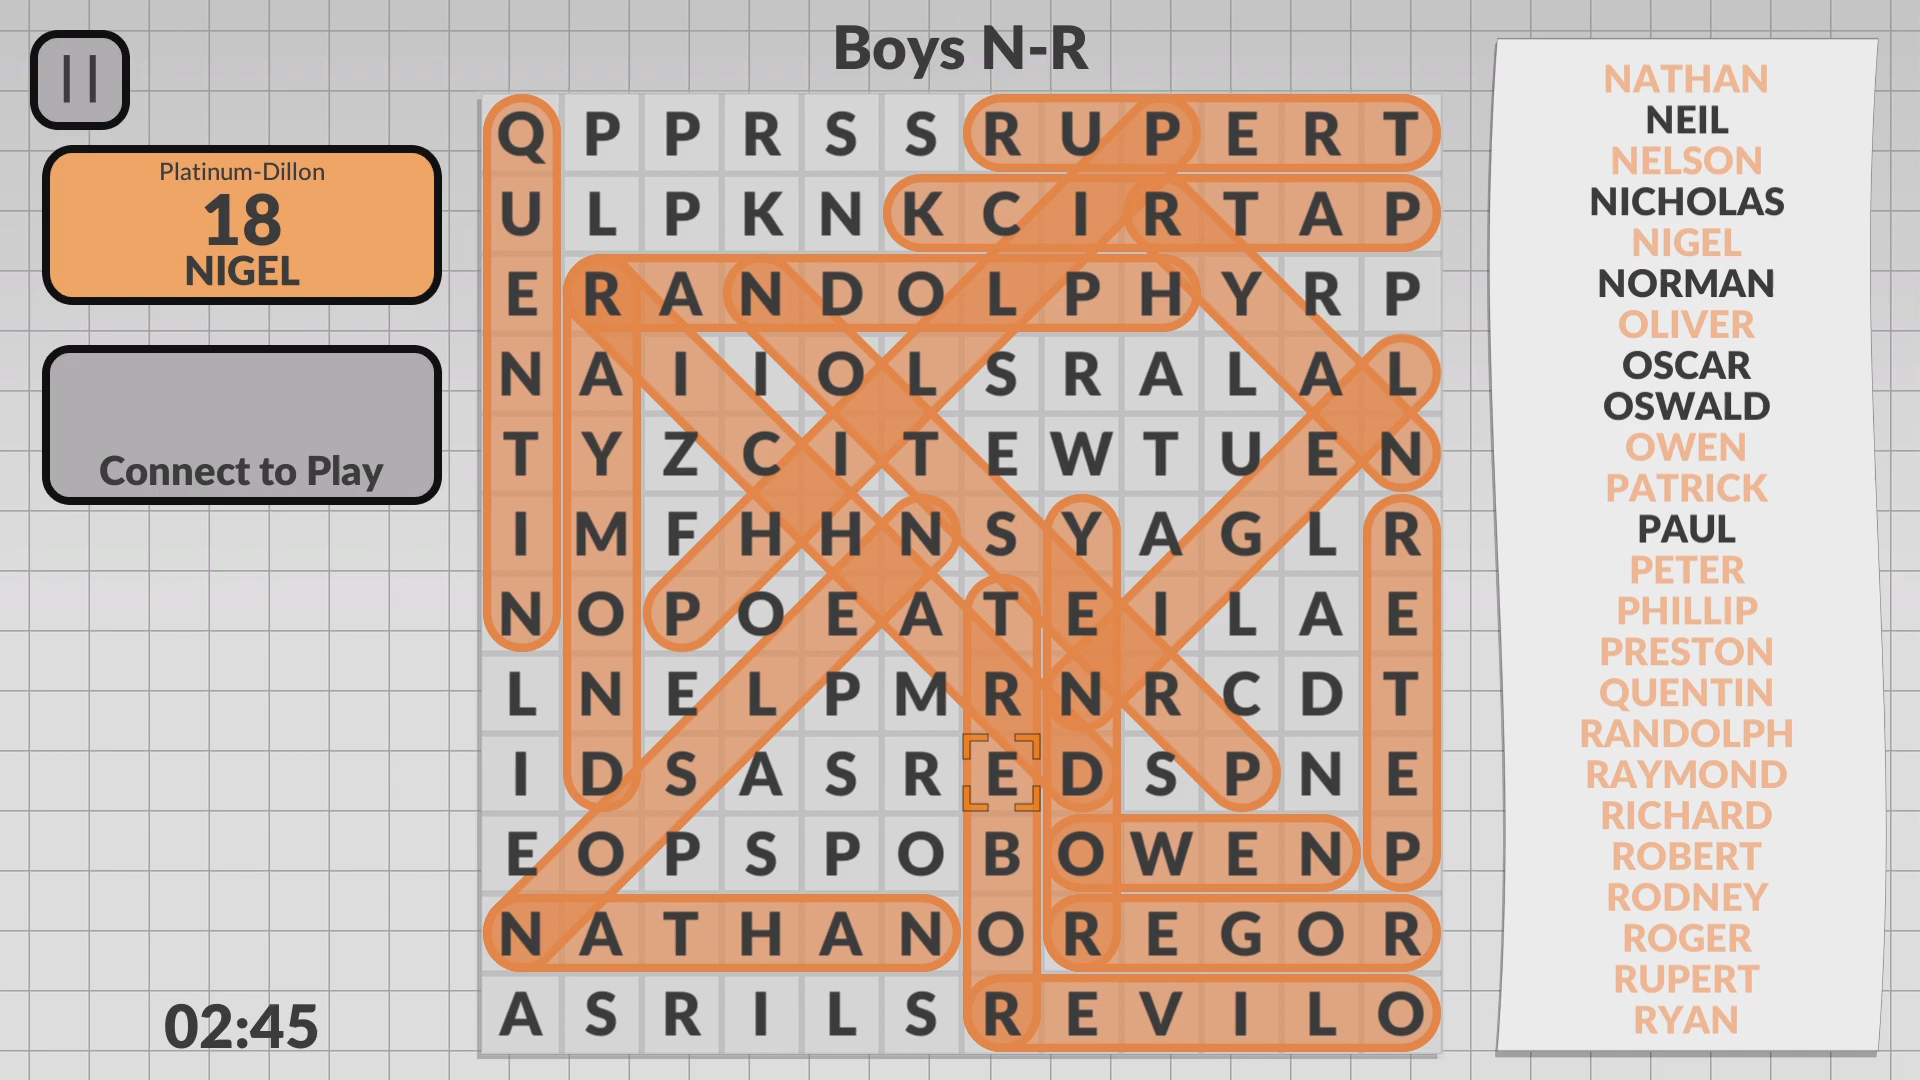 Boys N-R
Platinum-Dillon
18
NIGEL
Connect to Play
02:45
Q P P R S S R U P E R T
U L P K N K C I R T A P
E R A N D O L P H Y R P
N A I I O L S R A L A L
T Y Z C I T E W T U E N
I M F H H N S Y A G L R
N O P O E A T E I L A E
L N E L P M R N R C D T
I D S A S R E D S P N E
E O P S P O B O W E N P
N A T H A N O R E G O R
A S R I L S R E V I L O
NATHAN
NEIL
NELSON
NICHOLAS
NIGEL
NORMAN
OLIVER
OSCAR
OSWALD
OWEN
PATRICK
PAUL
PETER
PHILLIP
PRESTON
QUENTIN
RANDOLPH
RAYMOND
RICHARD
ROBERT
RODNEY
ROGER
RUPERT
RYAN